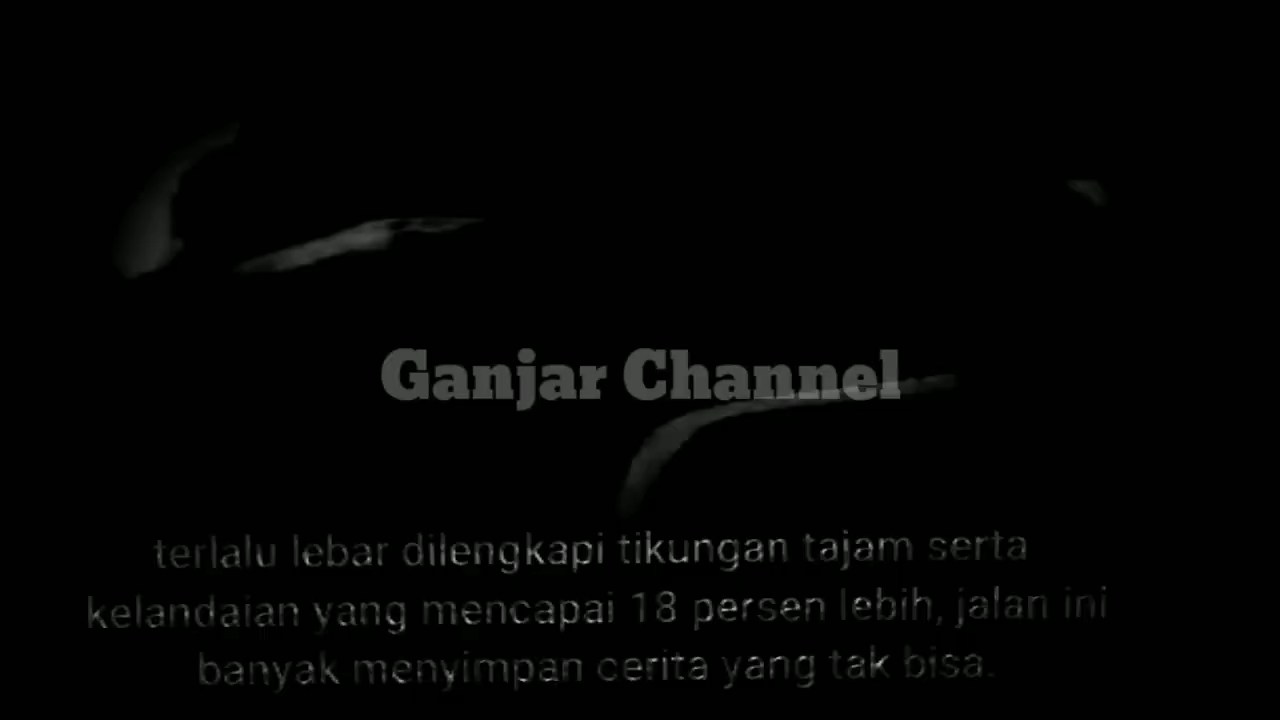 Ganjar Channel
terlalu lebar dilengkapi tikungan tajam serta
kelandaian yang mencapai 18 persen lebih, jalan ini
banyak menyimpan cerita yang tak bisa.